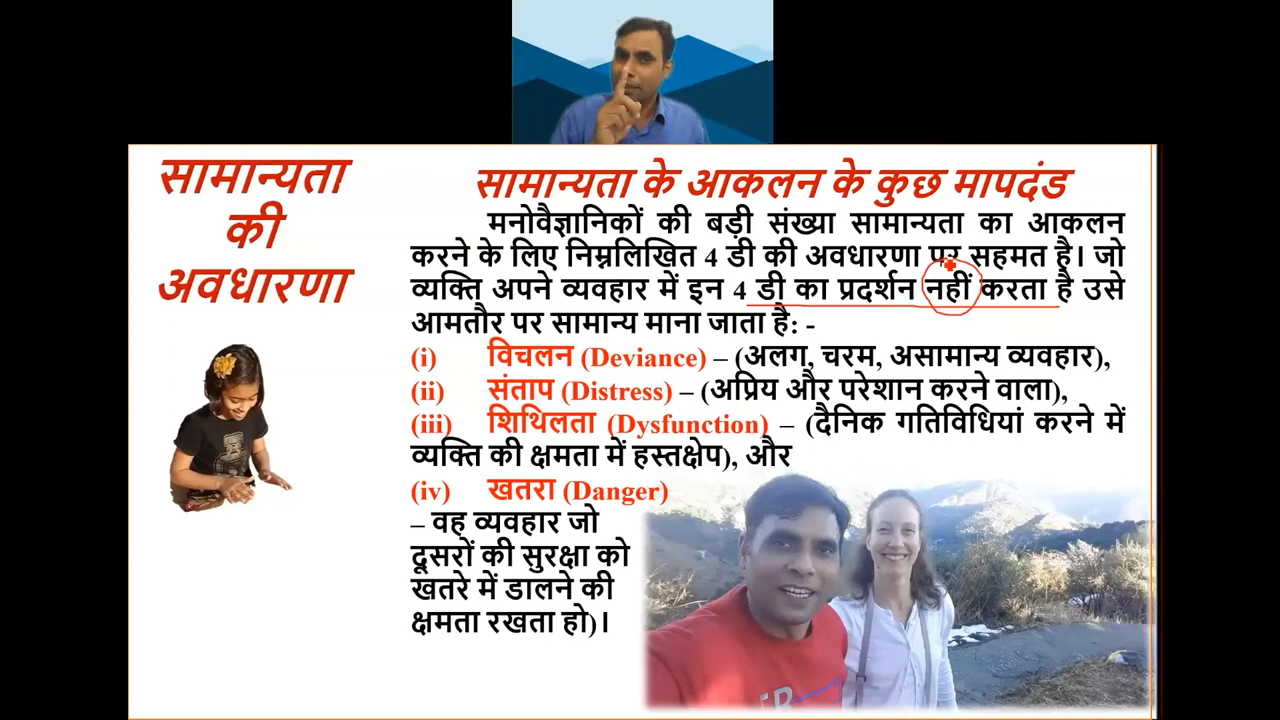 सामान्यता
की
अवधारणा
सामान्यता के आकलन के कुछ मापदंड
मनोवैज्ञानिकों की बड़ी संख्या सामान्यता का आकलन
करने के लिए निम्नलिखित 4 डी की अवधारणा पर सहमत है। जो
व्यक्ति अपने व्यवहार में इन 4 डी का प्रदर्शन नहीं करता है उसे
आमतौर पर सामान्य माना जाता है: -
(i) विचलन (Deviance) – (अलग, चरम, असामान्य व्यवहार),
(ii) संताप (Distress) – (अप्रिय और परेशान करने वाला),
(iii) शिथिलता (Dysfunction) – (दैनिक गतिविधियां करने में
व्यक्ति की क्षमता में हस्तक्षेप), और
(iv) खतरा (Danger)
– वह व्यवहार जो
दूसरों की सुरक्षा को
खतरे में डालने की
क्षमता रखता हो)।